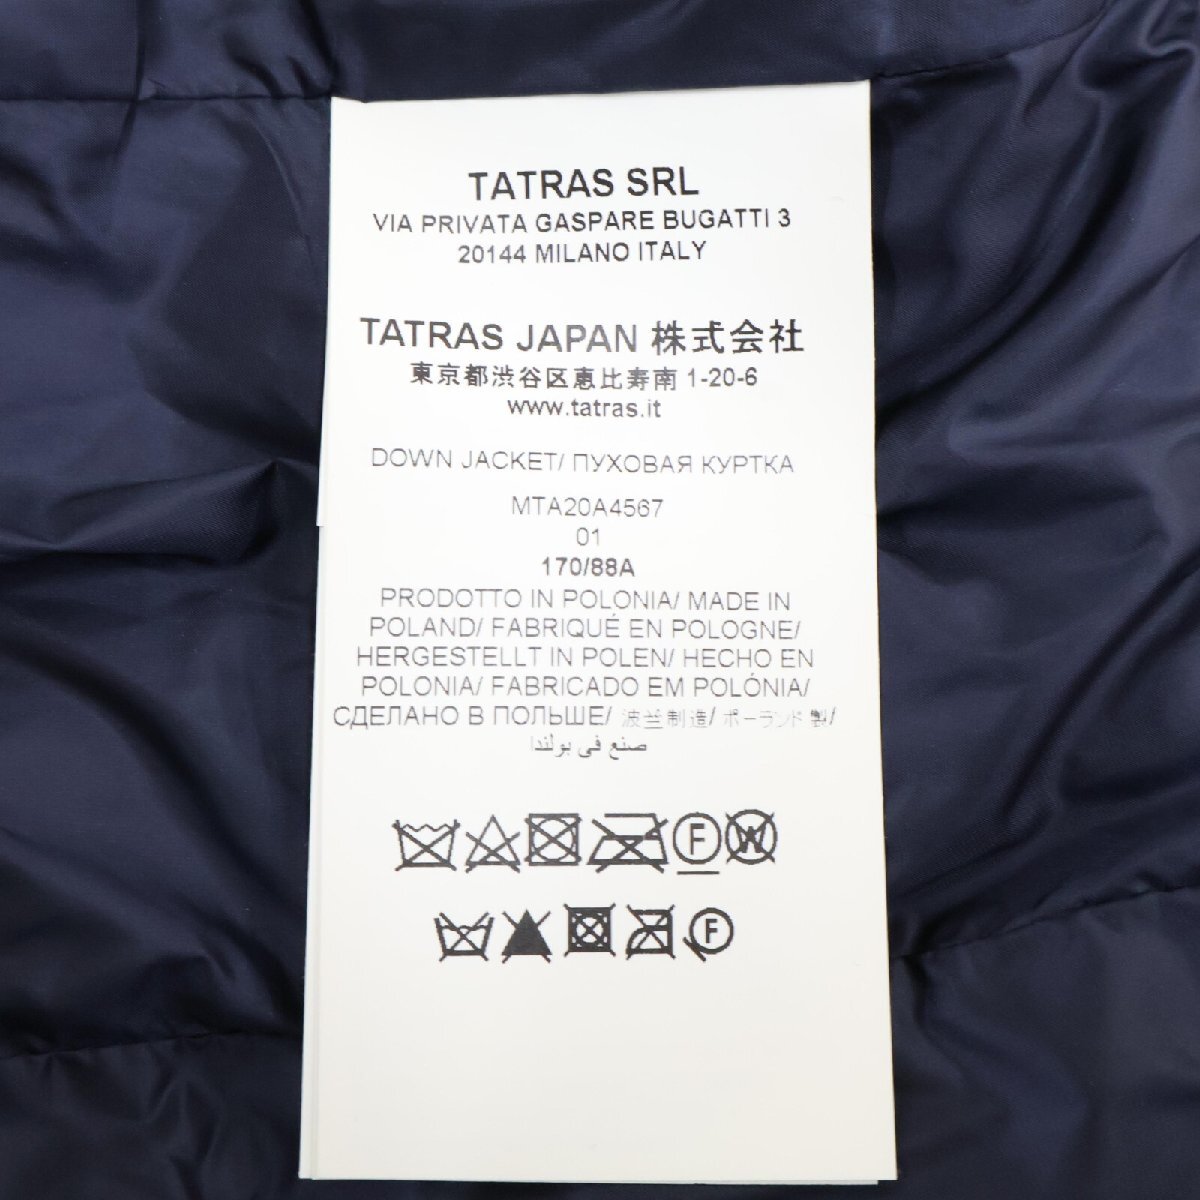 TATRAS SRL
VIA PRIVATA GASPARE BUGATTI 3
20144 MILANO ITALY
TATRAS JAPAN 株式会社
東京都渋谷区恵比寿南 1-20-6
www.tatras.it
DOWN JACKET/ ПУХОВАЯ КУРТКА
MTA20A4567
01
170/88A
PRODOTTO IN POLONIA/ MADE IN
POLAND/ FABRIQUÉ EN POLOGNE/
HERGESTELLT IN POLEN/ HECHO EN
POLONIA/ FABRICADO EM POLÓNIA/
СДЕЛАНО В ПОЛЬШЕ/ 波兰制造/ ポーランド 製/
صنع في بولندا
F W
F